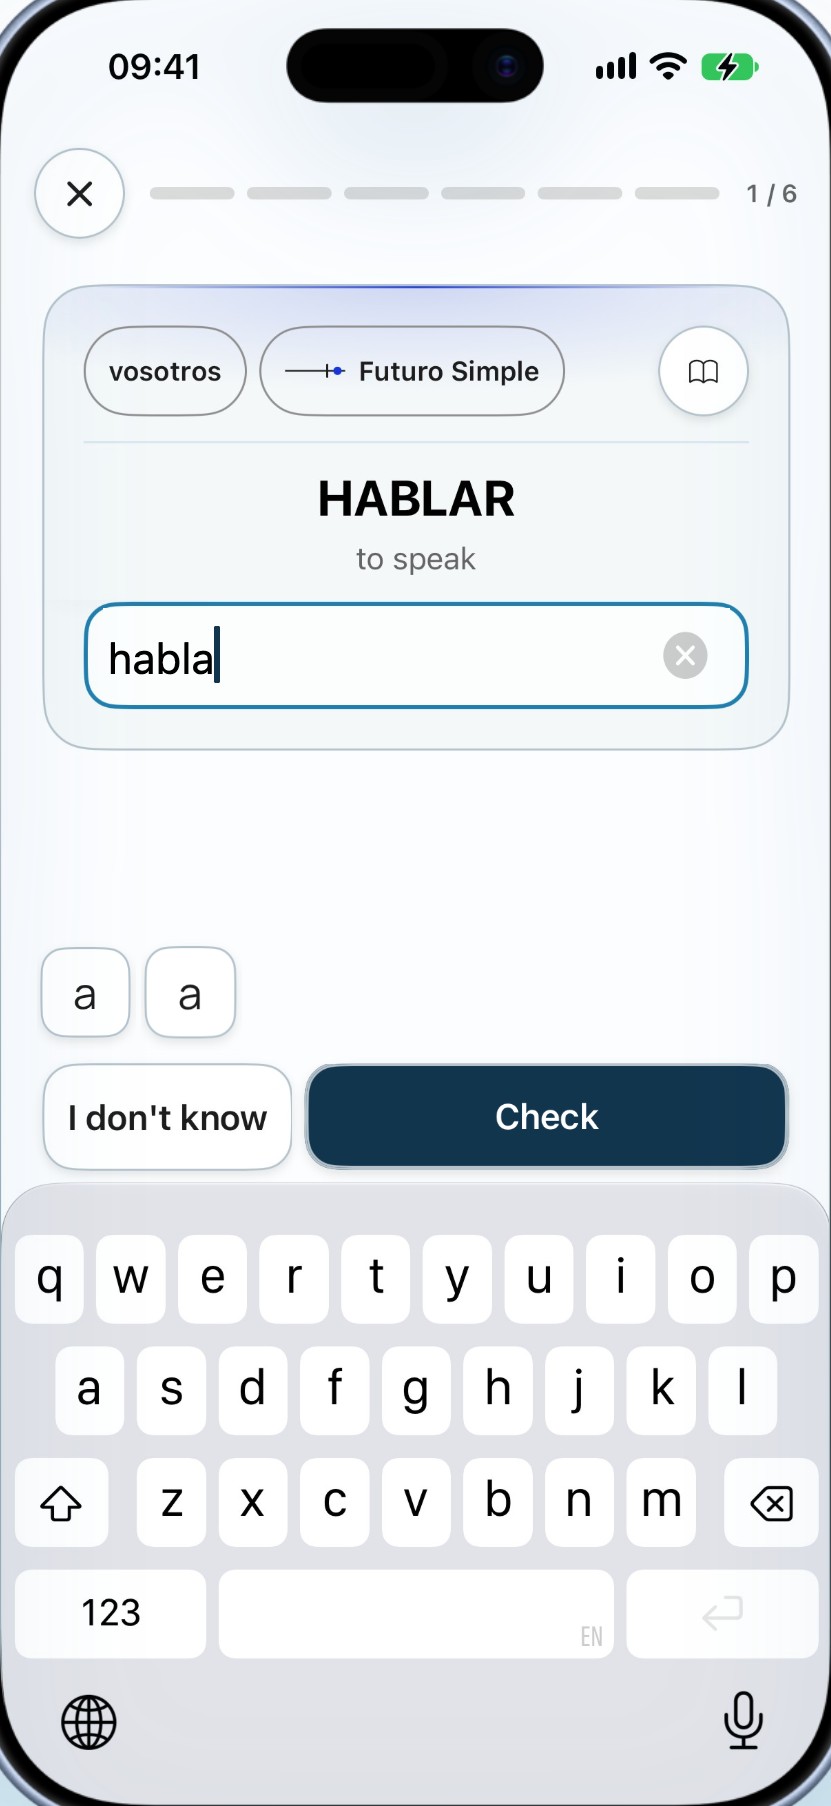 09:41
1 / 6
vosotros
Futuro Simple
HABLAR
to speak
habla
a a
I don't know
Check
q w e r t y u i o p
a s d f g h j k l
z x c v b n m
123
EN